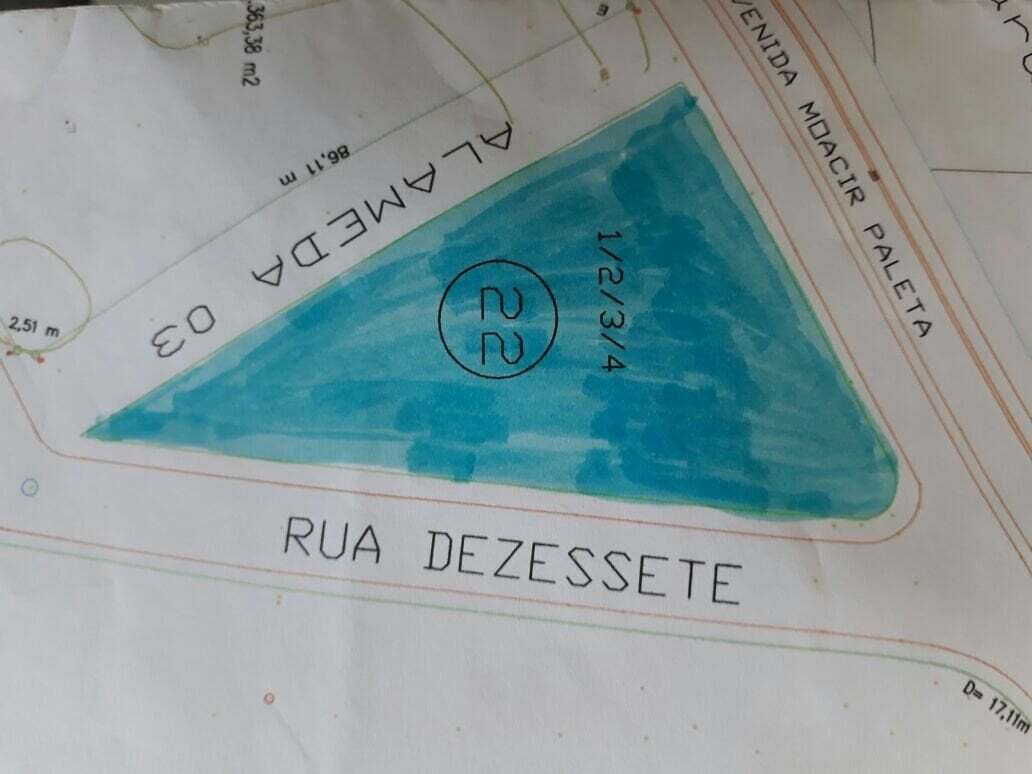 .363,38 m2
VENIDA MOACIR PALETA
86,11 m
ALAMEDA 03
1/2/3/4
22
2,51 m
RUA DEZESSETE
D= 17,11m